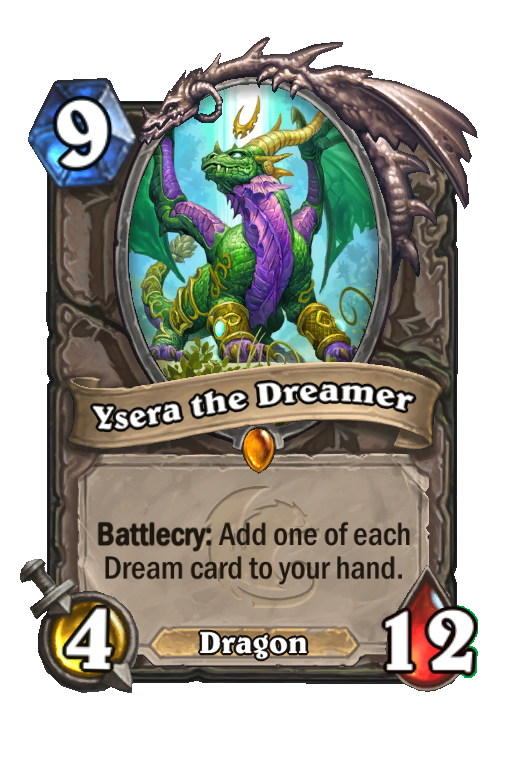 9
Ysera the Dreamer
Battlecry: Add one of each
Dream card to your hand.
4
Dragon
12